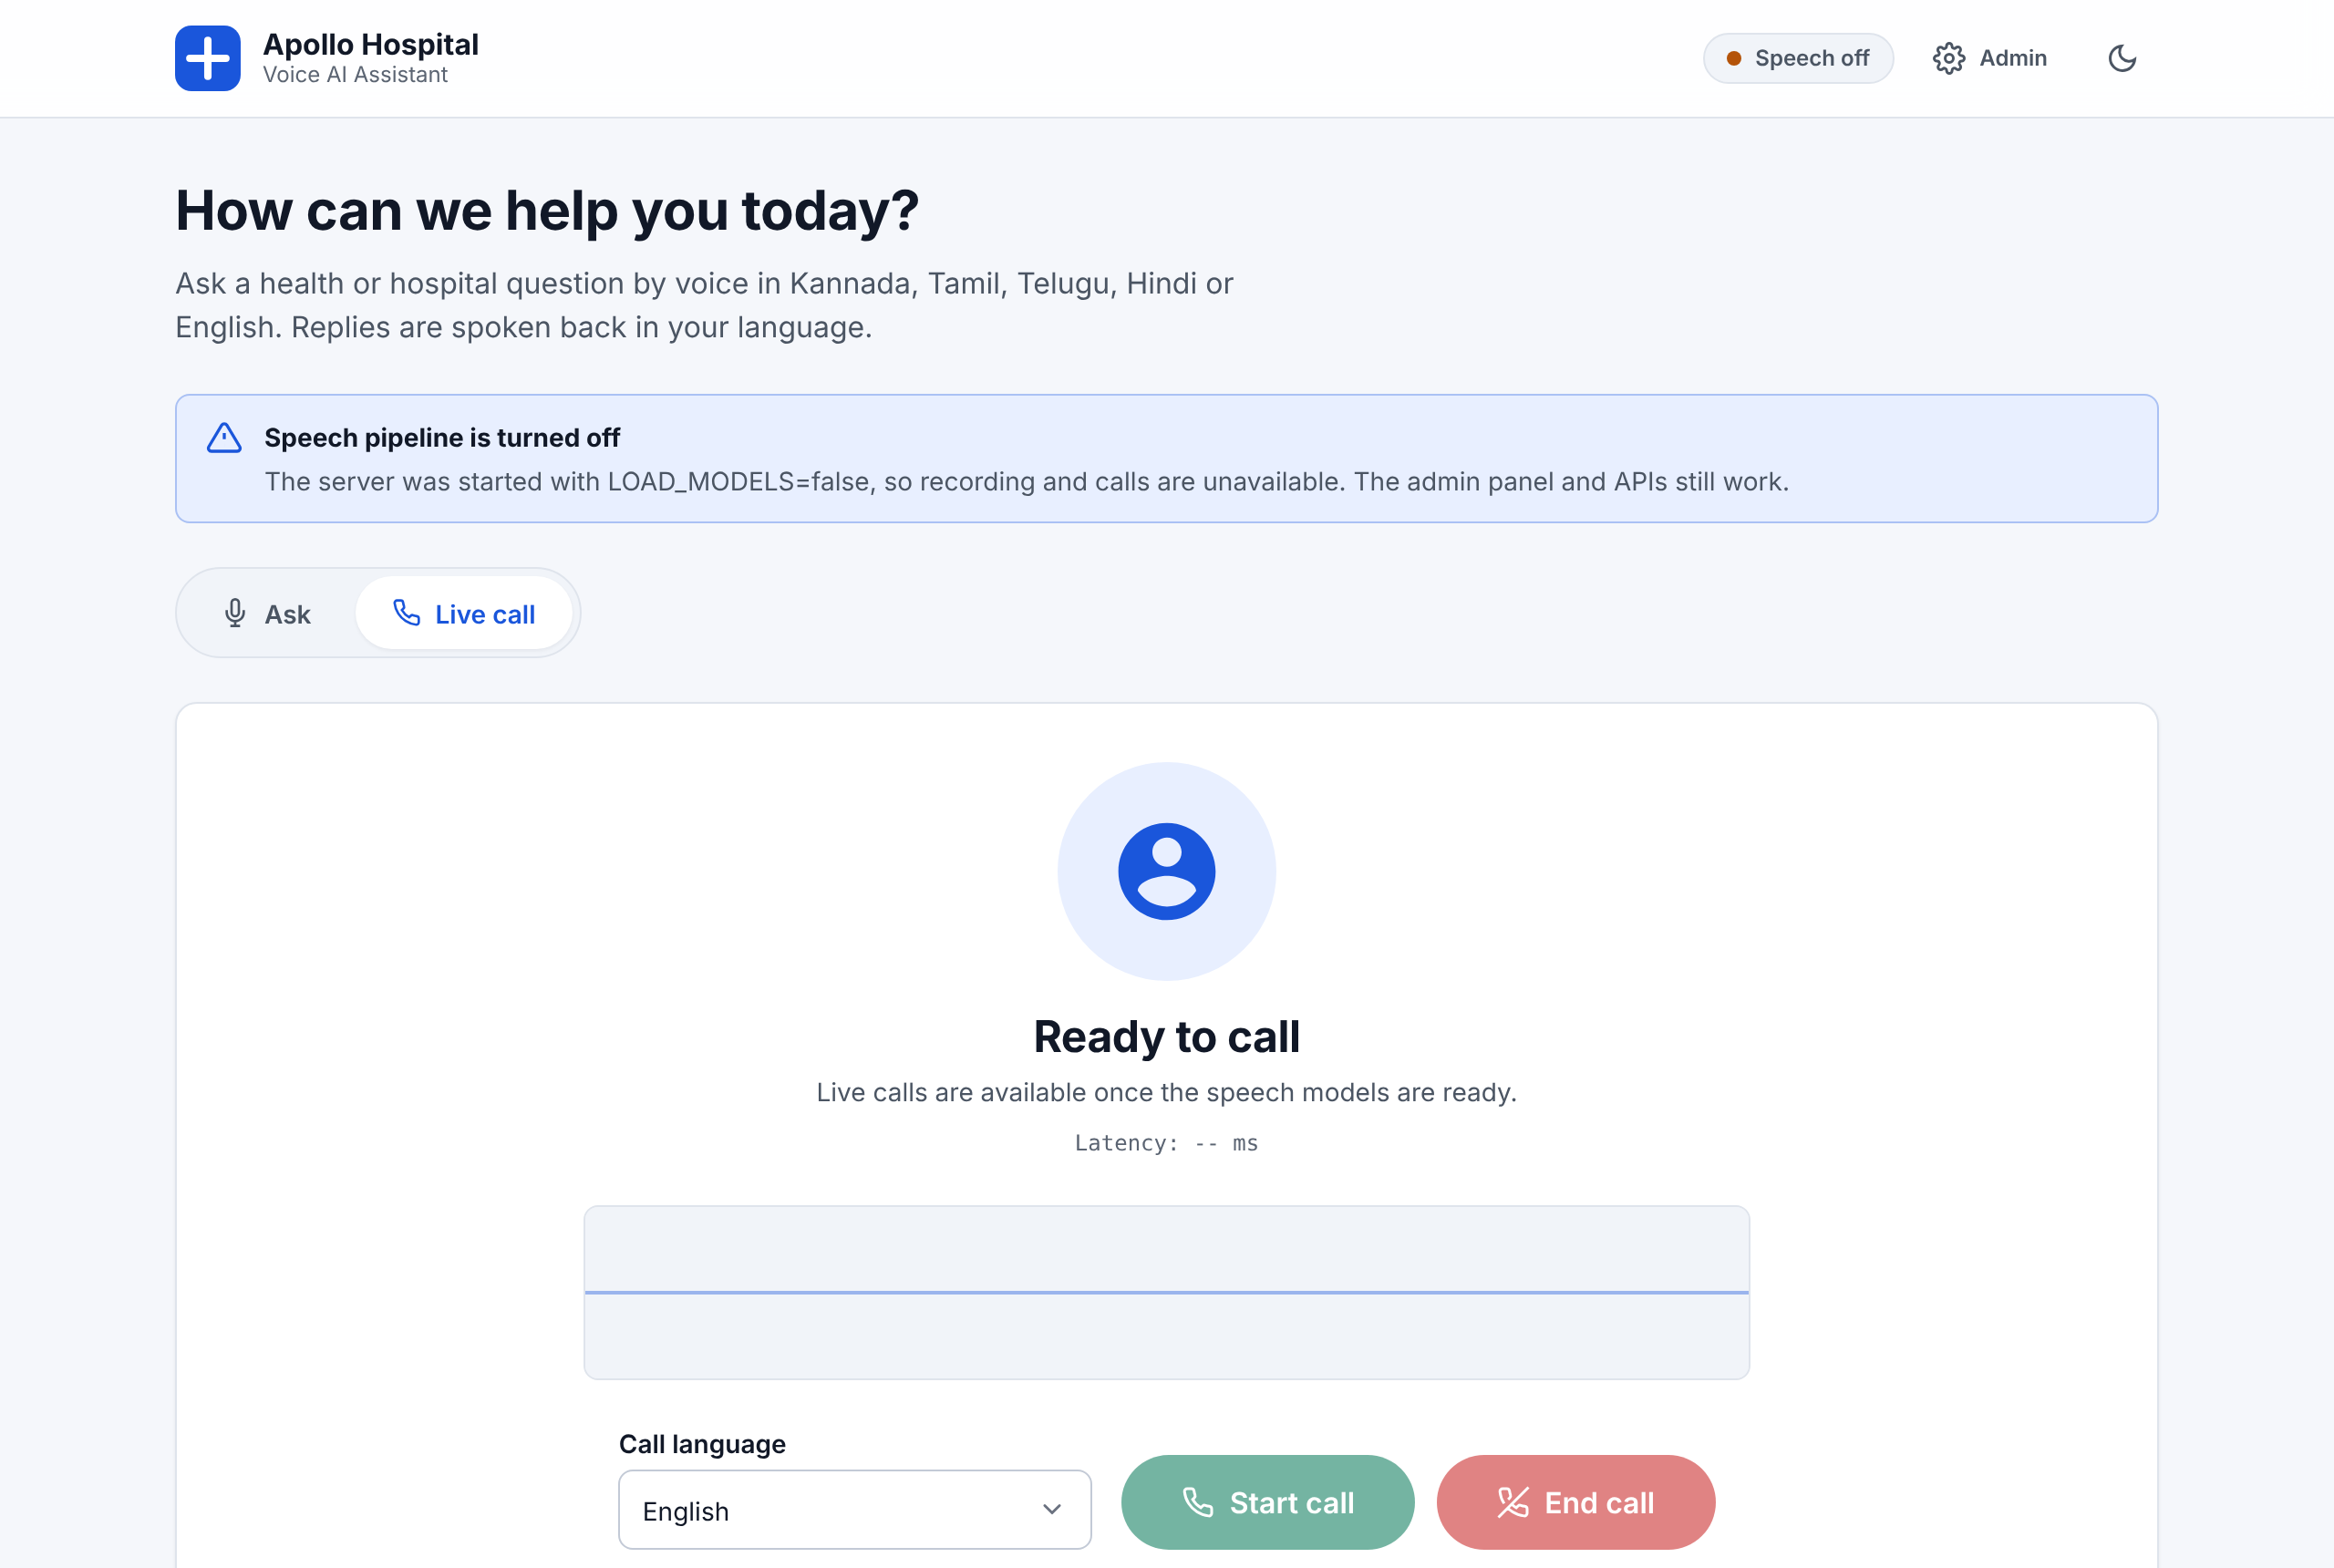 Apollo Hospital
Voice AI Assistant
Speech off
Admin
How can we help you today?
Ask a health or hospital question by voice in Kannada, Tamil, Telugu, Hindi or
English. Replies are spoken back in your language.
Speech pipeline is turned off
The server was started with LOAD_MODELS=false, so recording and calls are unavailable. The admin panel and APIs still work.
Ask
Live call
Ready to call
Live calls are available once the speech models are ready.
Latency: -- ms
Call language
English
Start call
End call